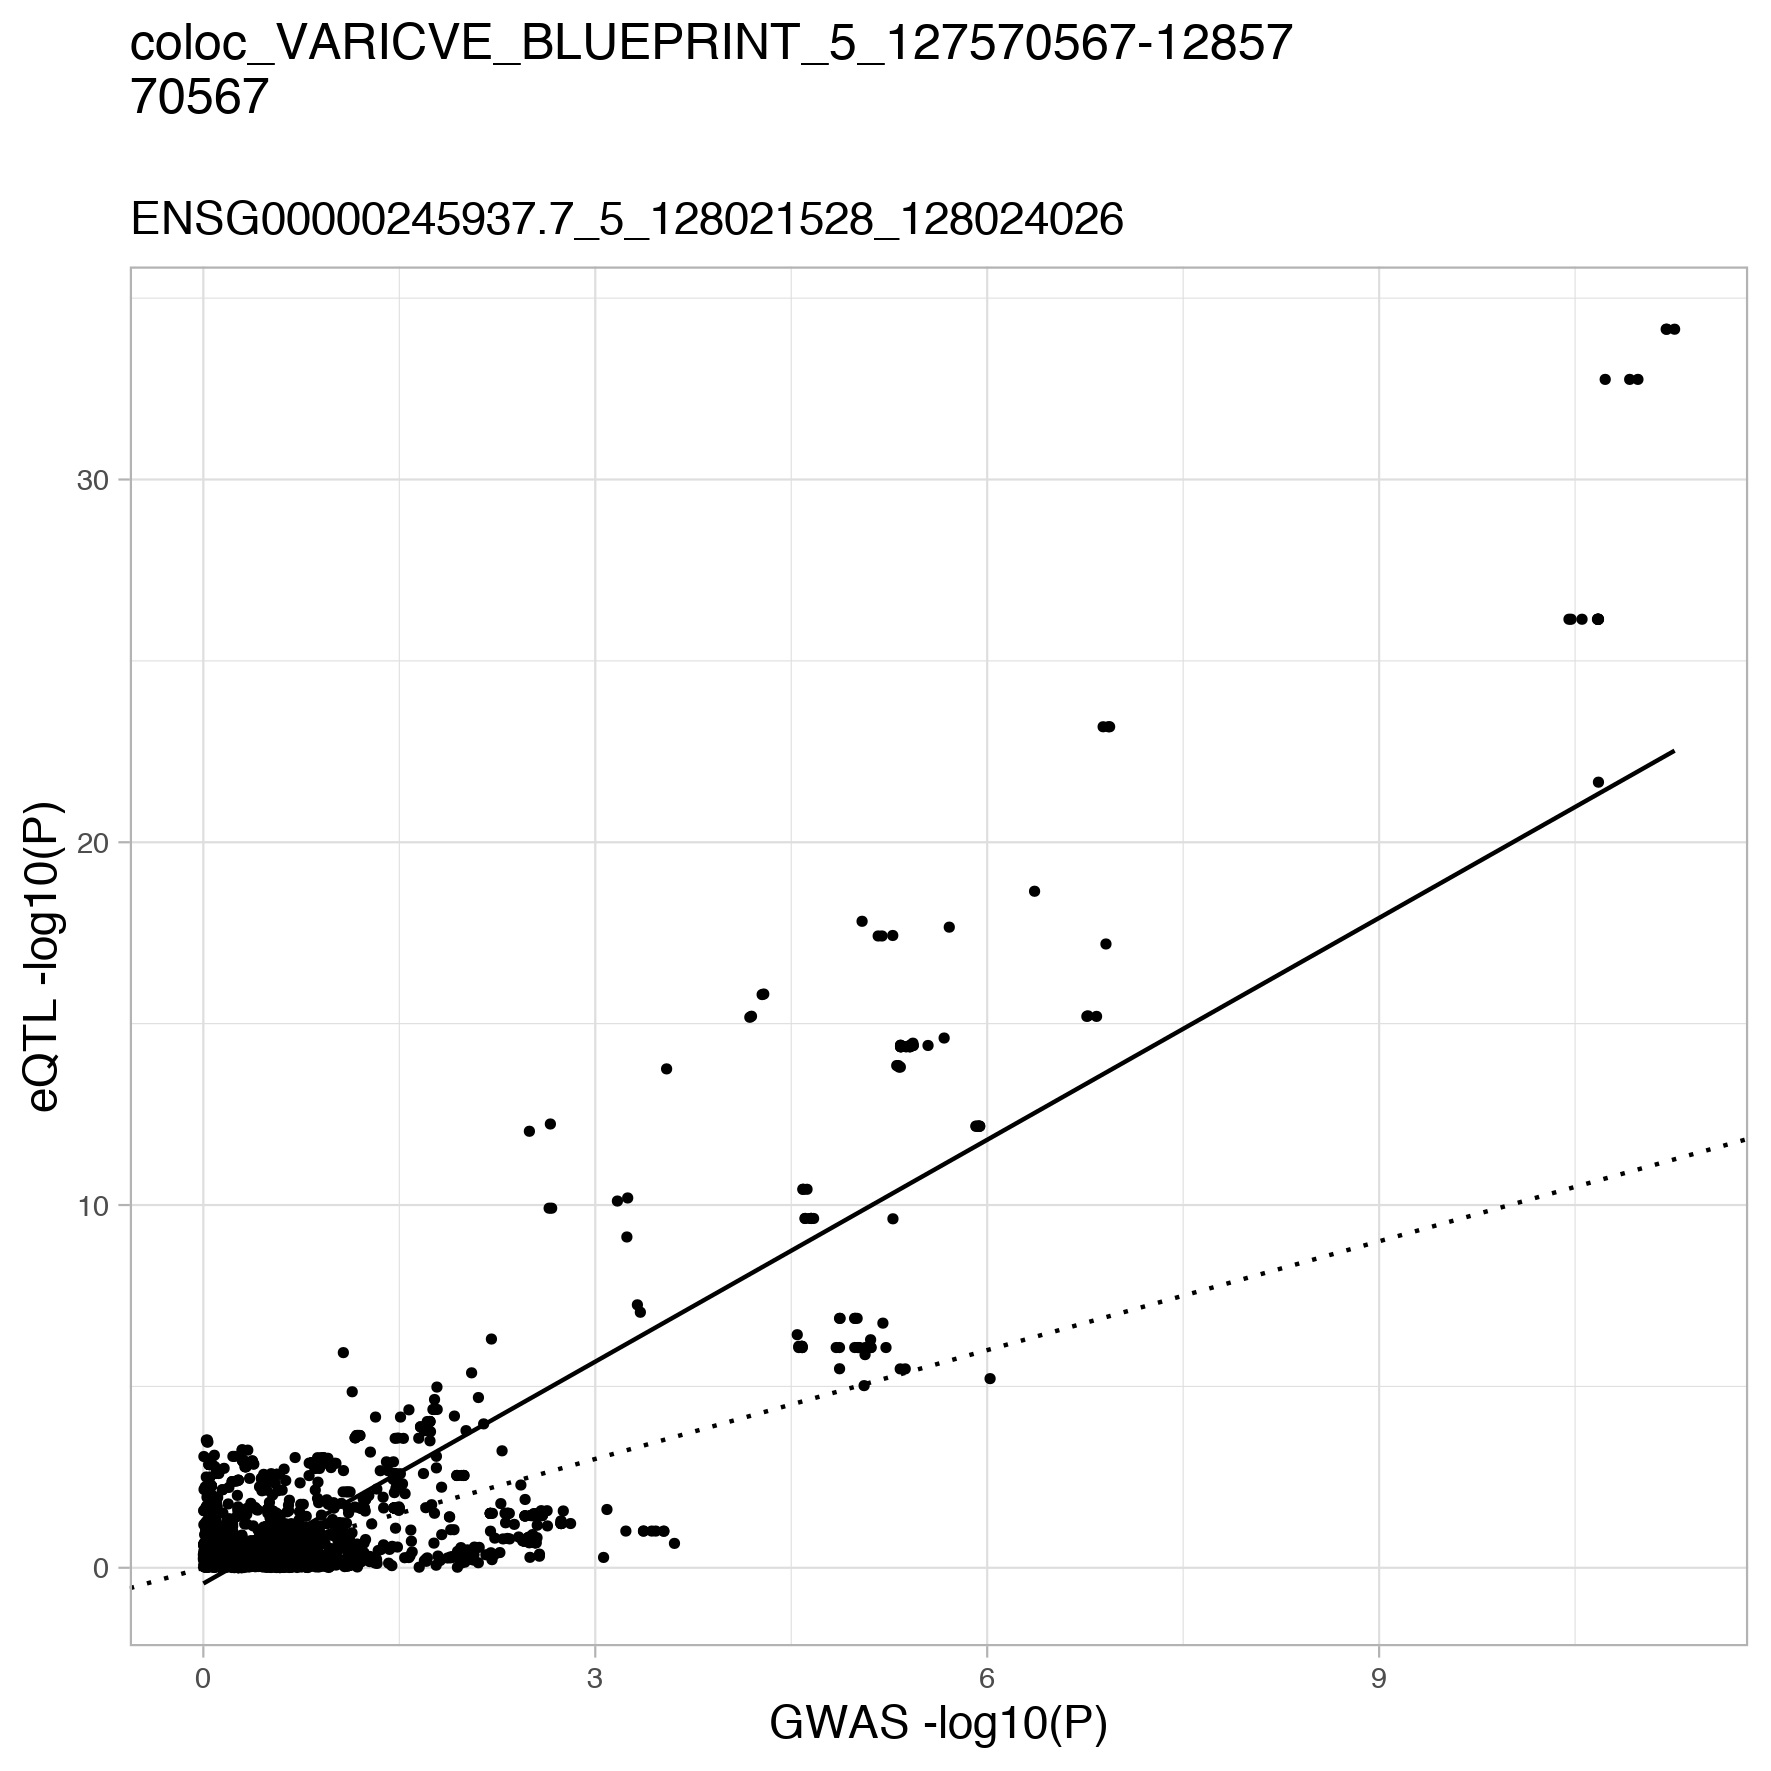 coloc_VARICVE_BLUEPRINT_5_127570567-12857
70567
ENSG00000245937.7_5_128021528_128024026
eQTL -log10(P)
30
20
10
0
0 3 6 9
GWAS -log10(P)